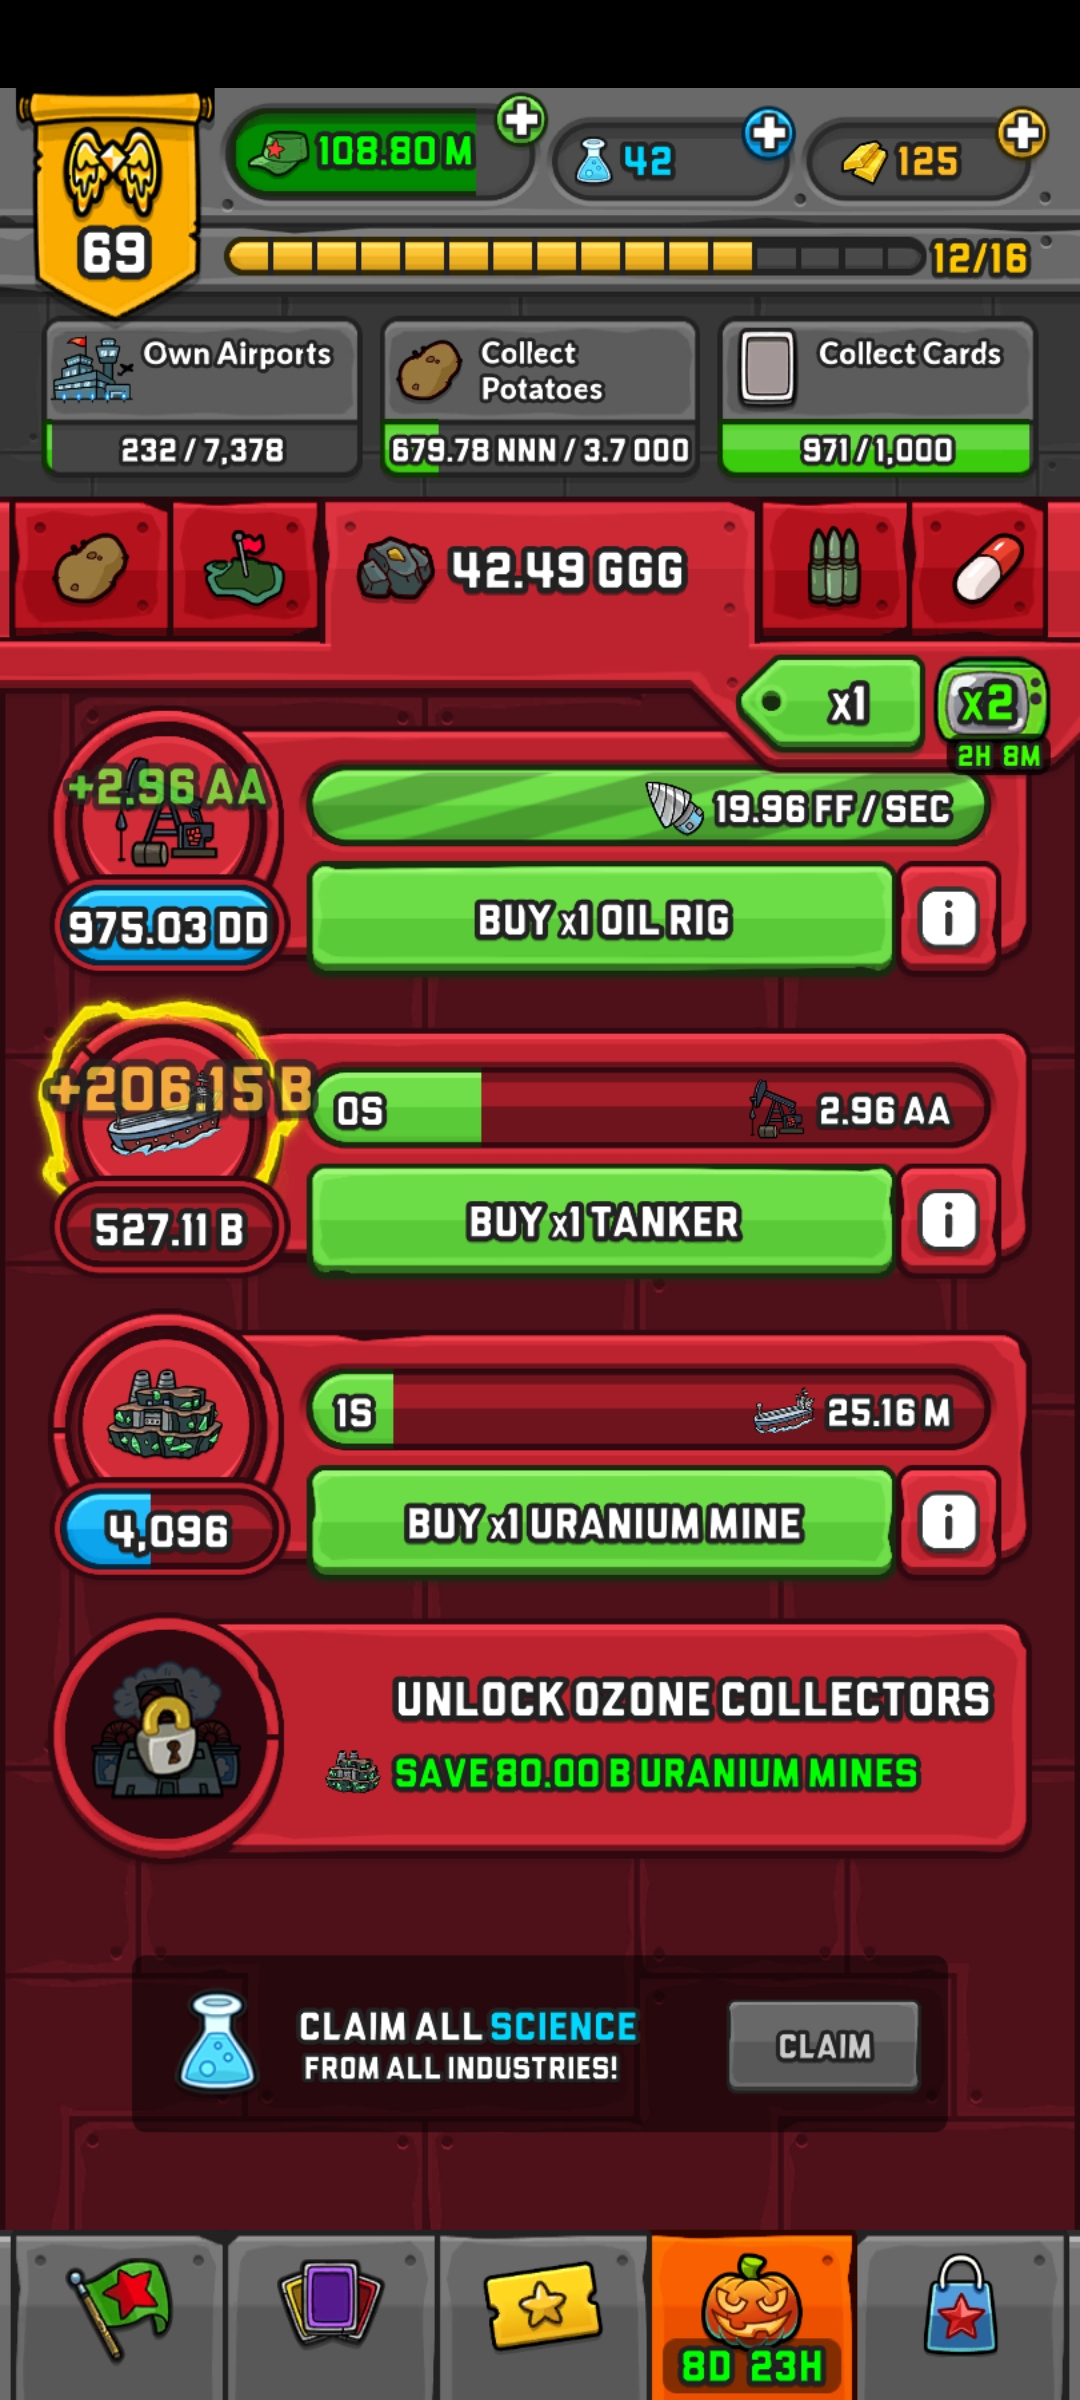 69
108.80 M
42
125
12/16
Own Airports
232 / 7,378
Collect
Potatoes
679.78 NNN / 3.7 OOO
Collect Cards
971 / 1,000
42.49 GGG
x1
x2
2H 8M
+2.96 AA
19.96 FF / SEC
975.03 DD
BUY x1 OIL RIG
i
+206.15 B
0S
2.96 AA
527.11 B
BUY x1 TANKER
i
1S
25.16 M
4,096
BUY x1 URANIUM MINE
i
UNLOCK OZONE COLLECTORS
SAVE 80.00 B URANIUM MINES
CLAIM ALL SCIENCE
FROM ALL INDUSTRIES!
CLAIM
8D 23H